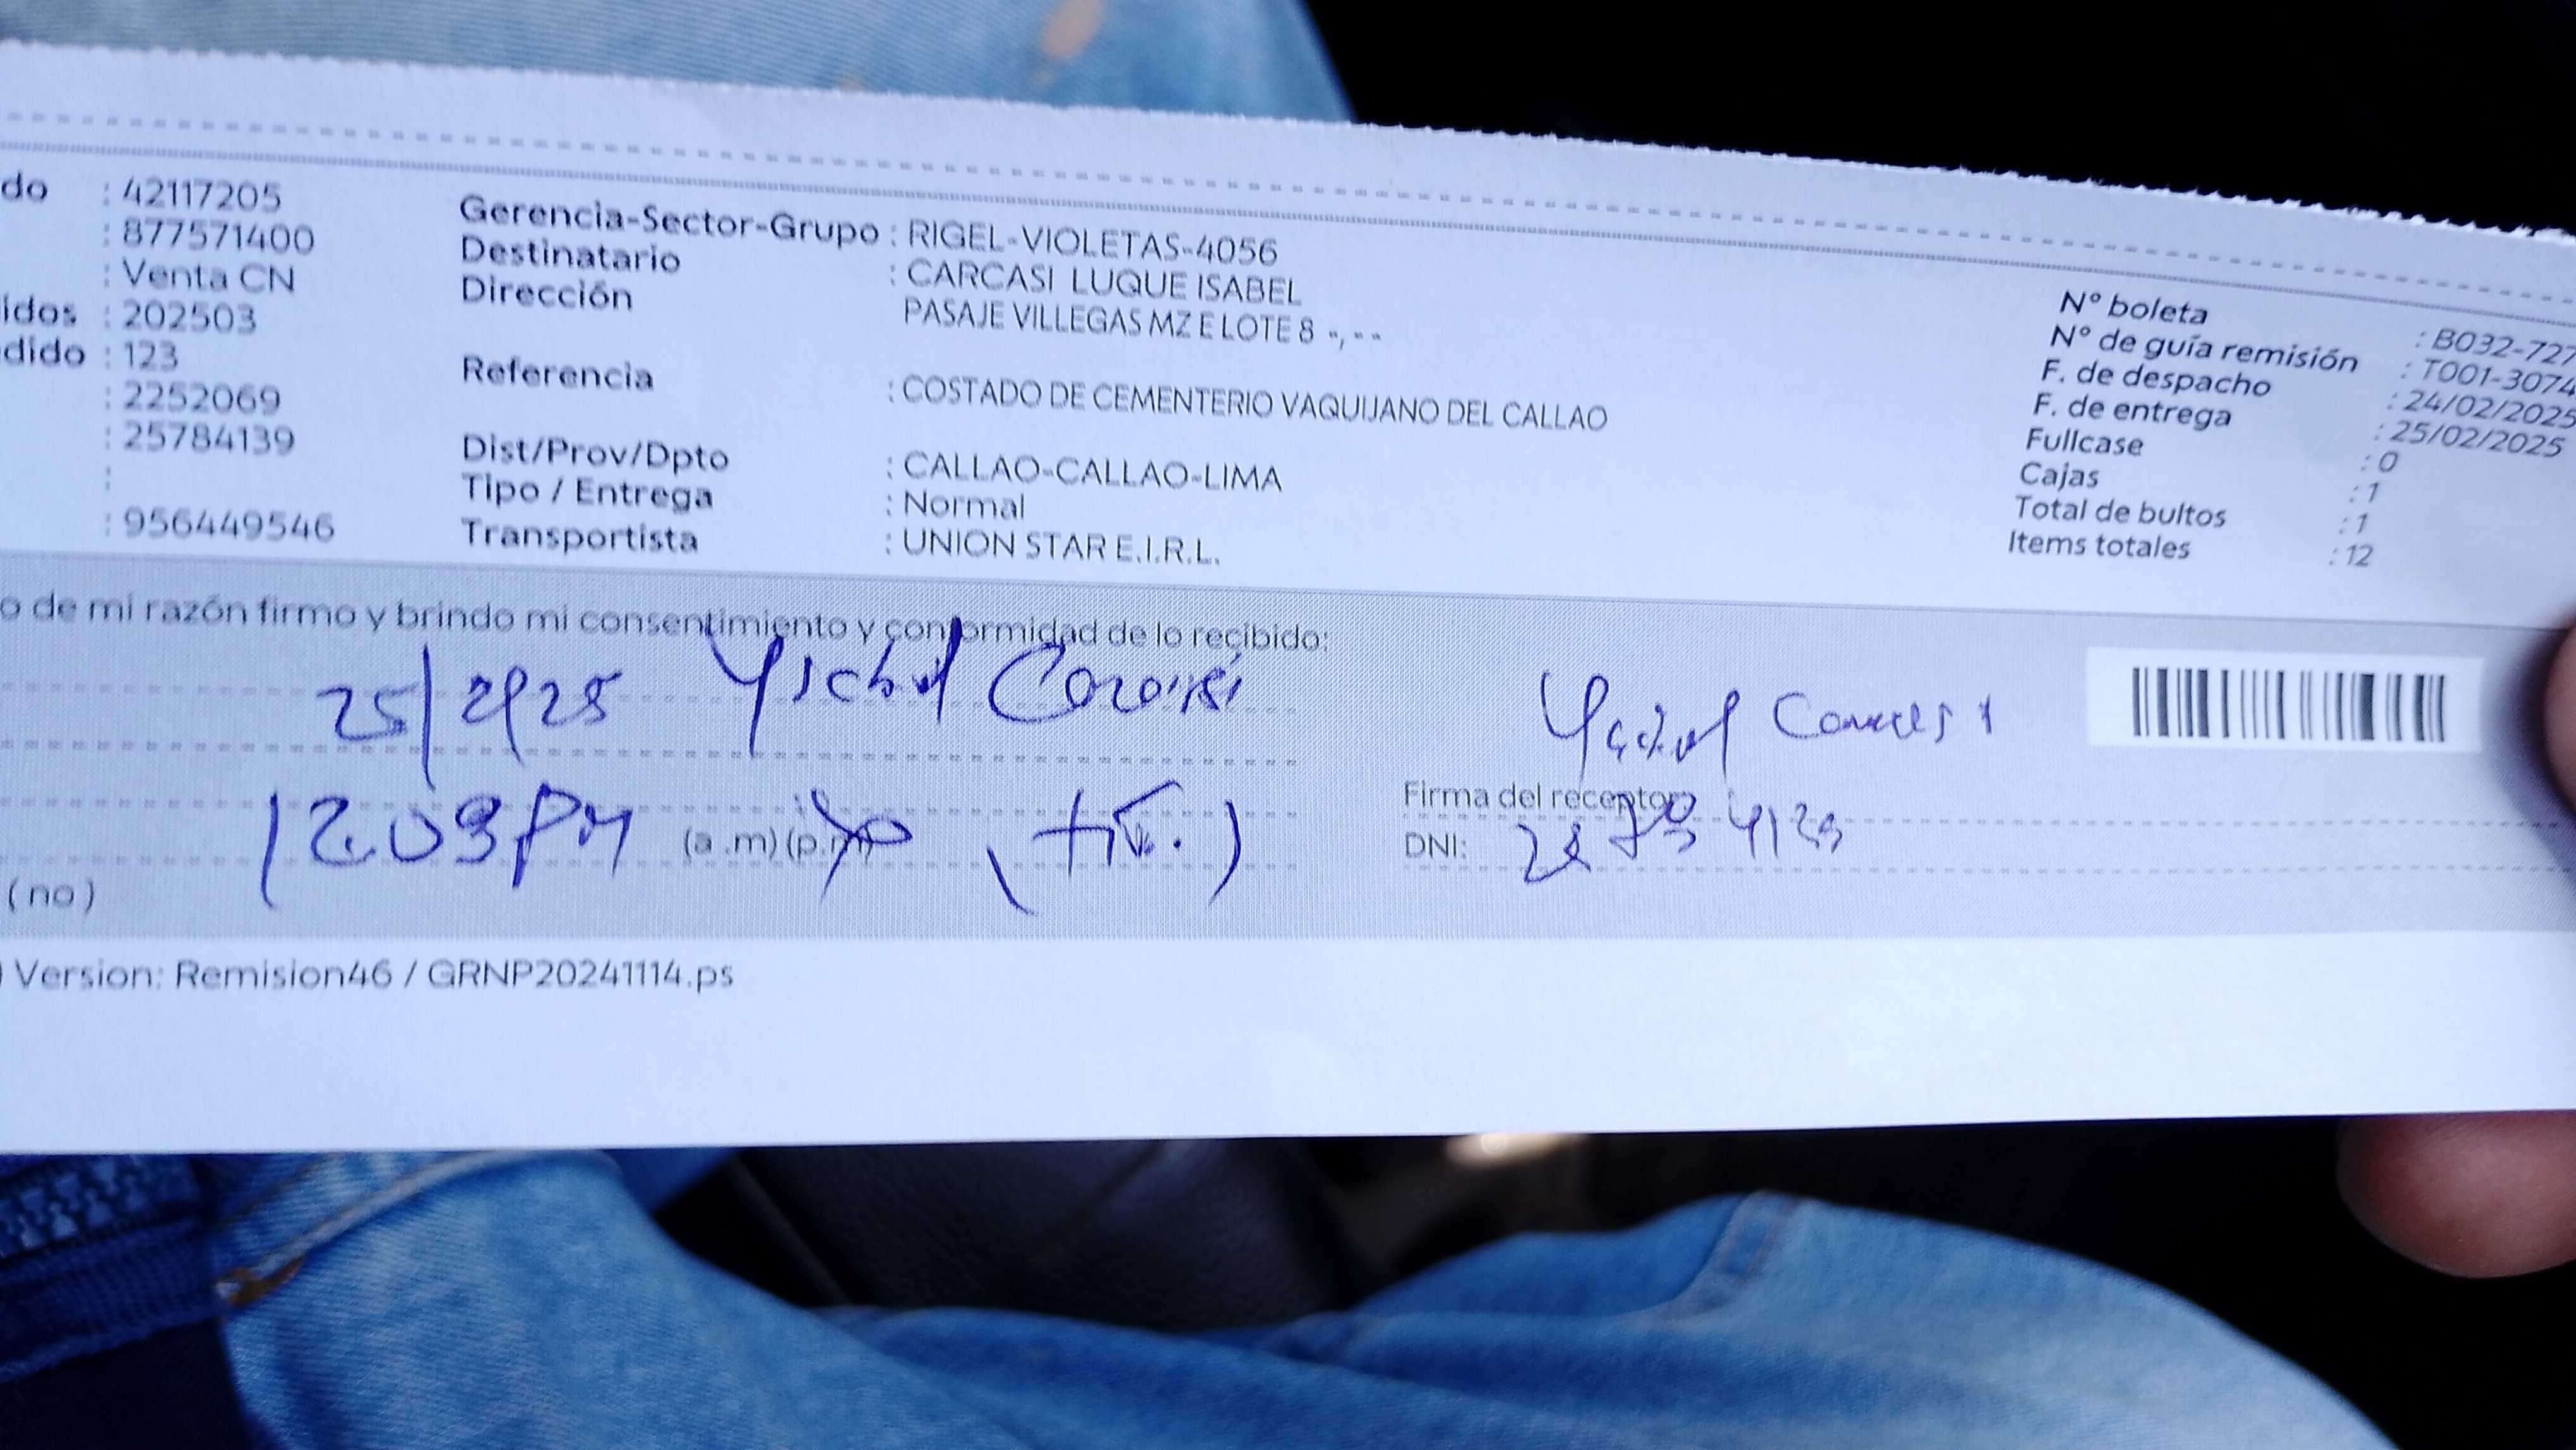 do : 42117205
: 877571400
: Venta CN
idos : 202503
dido : 123
: 2252069
: 25784139
:
: 956449546
Gerencia-Sector-Grupo : RIGEL-VIOLETAS-4056
Destinatario : CARCASI LUQUE ISABEL
Dirección PASAJE VILLEGAS MZ E LOTE 8 -, - -
Referencia : COSTADO DE CEMENTERIO VAQUIJANO DEL CALLAO
Dist/Prov/Dpto : CALLAO-CALLAO-LIMA
Tipo / Entrega : Normal
Transportista : UNION STAR E.I.R.L.
N° boleta : B032-727
N° de guía remisión : T001-3074
F. de despacho : 24/02/2025
F. de entrega : 25/02/2025
Fullcase : 0
Cajas : 1
Total de bultos : 1
Items totales : 12
o de mi razón firmo y brindo mi consentimiento y conformidad de lo recibido:
25/2/25
12.09 PM (a .m) (p.m)
(no)
Firma del receptor:
DNI:
) Version: Remision46 / GRNP20241114.ps